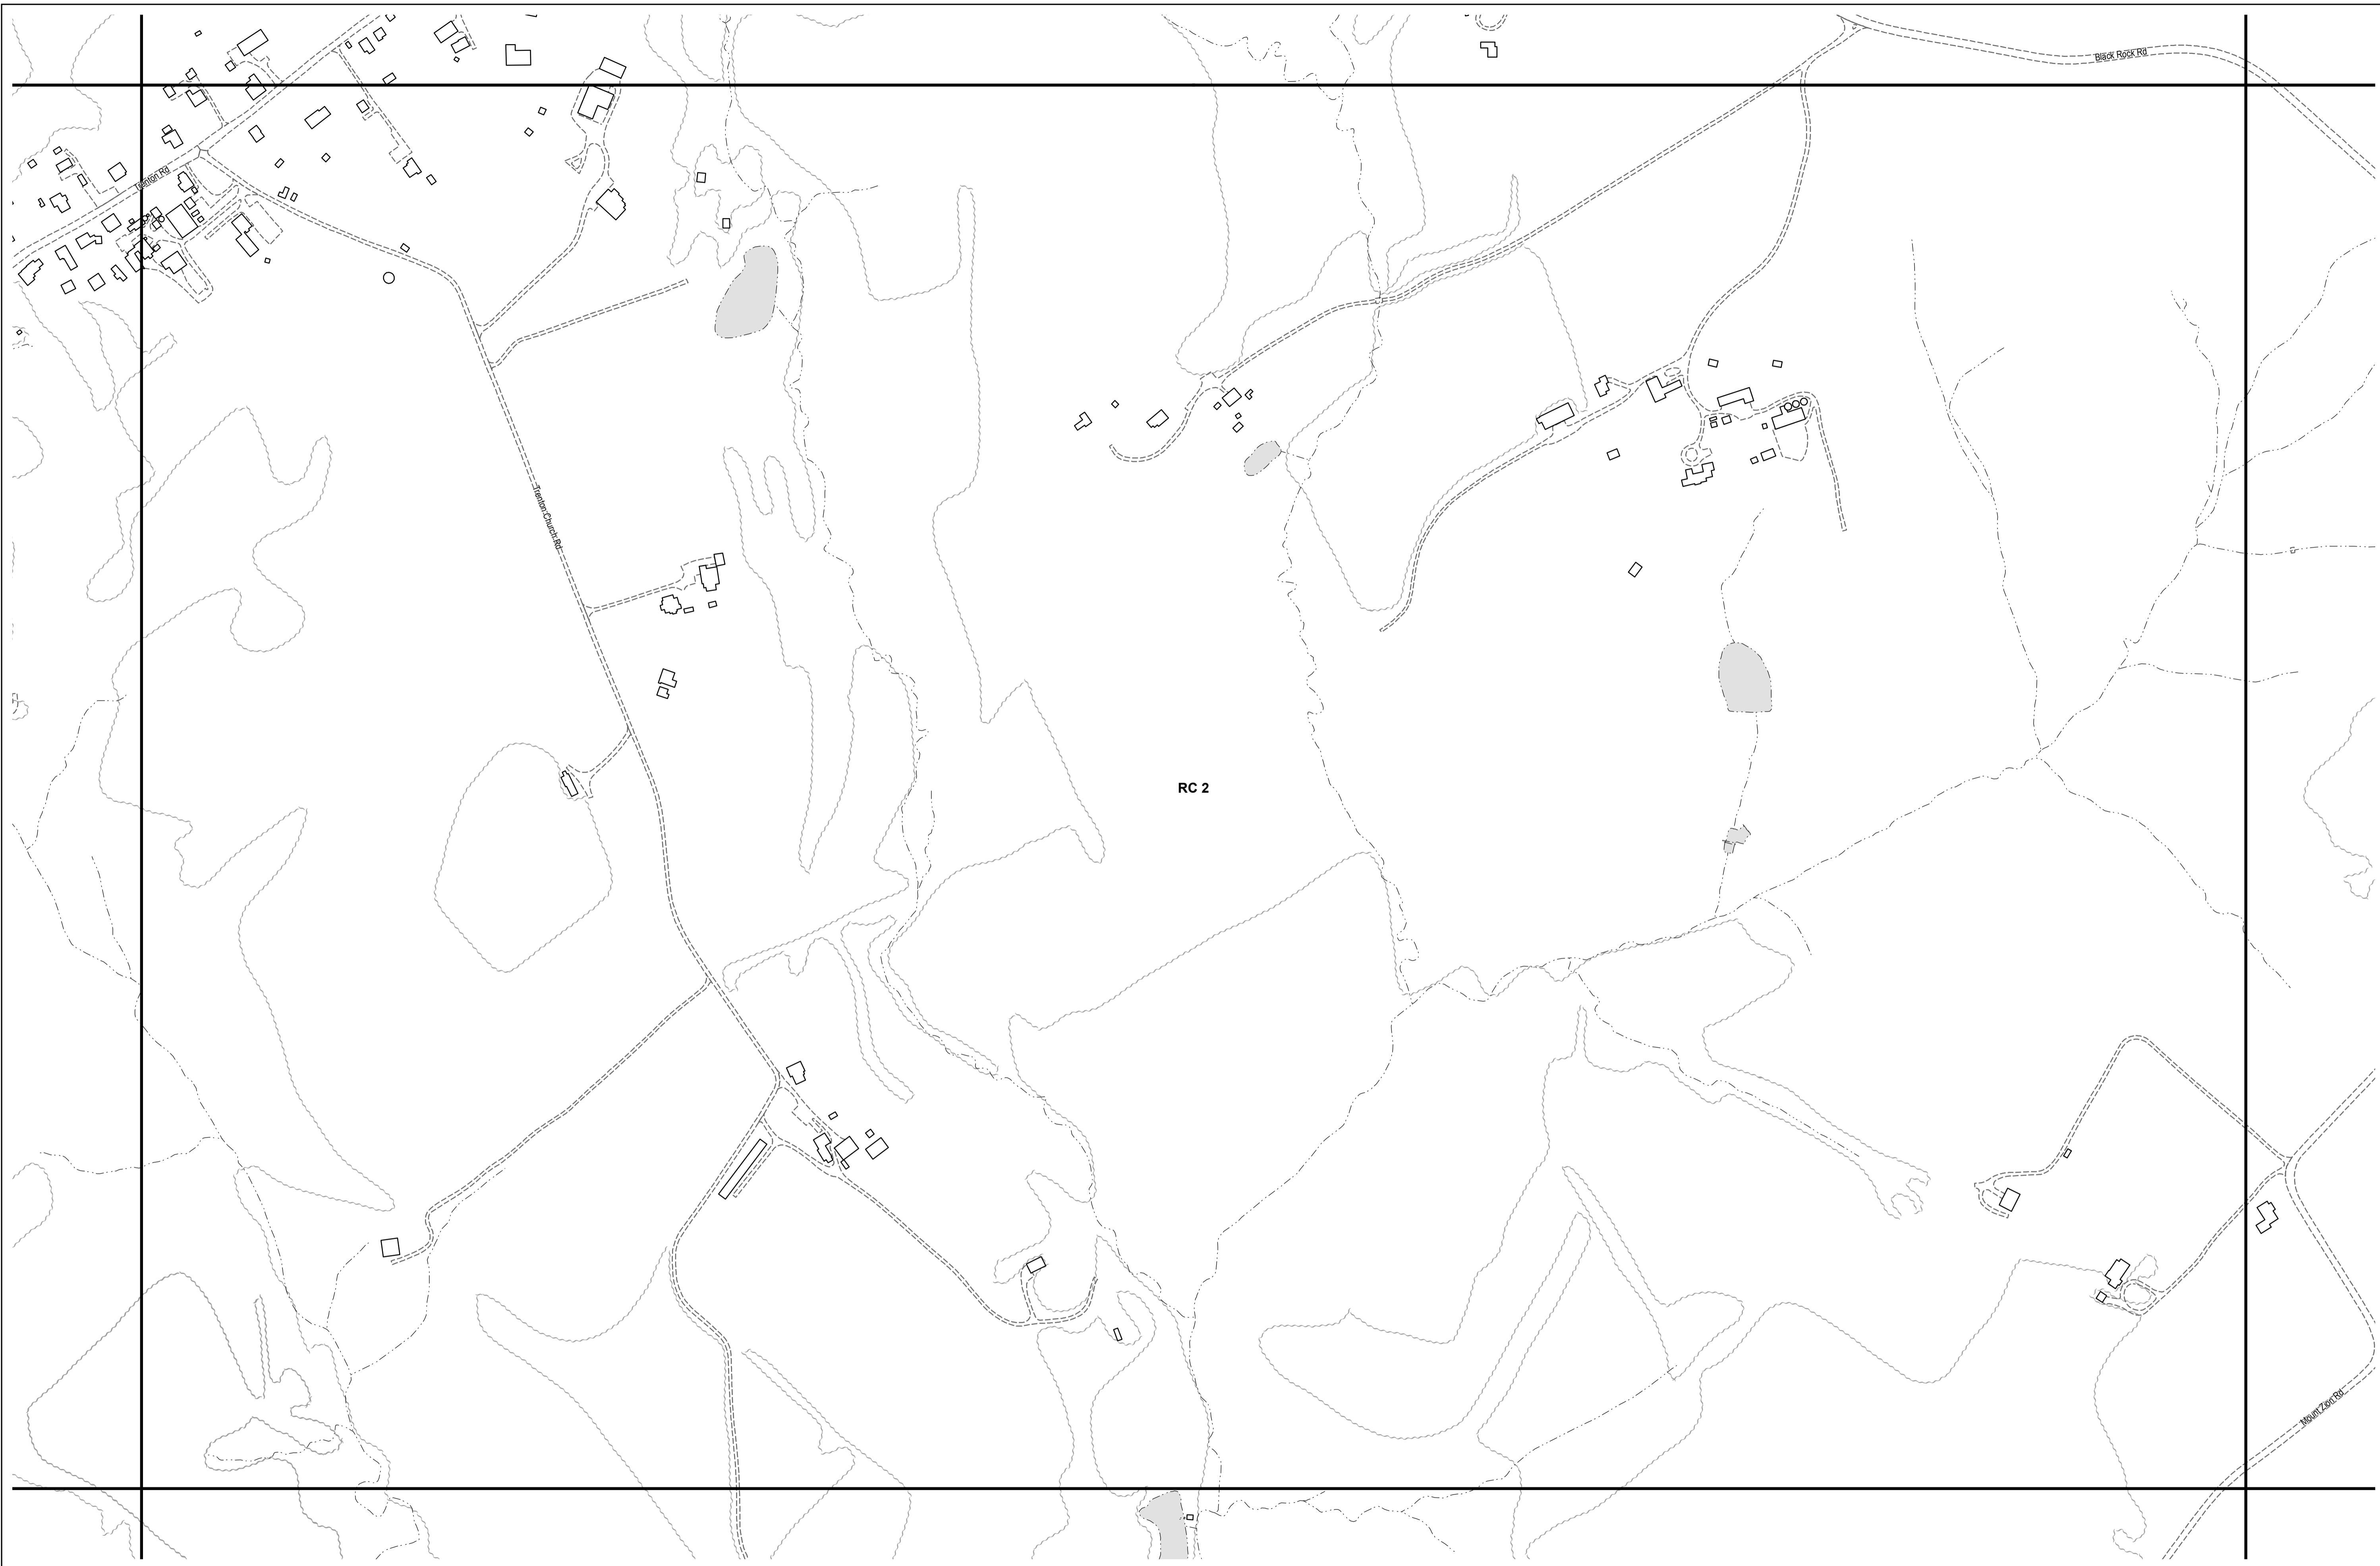 Black Rock Rd
Trenton Rd
Trenton Church Rd
RC 2
Mount Zion Rd